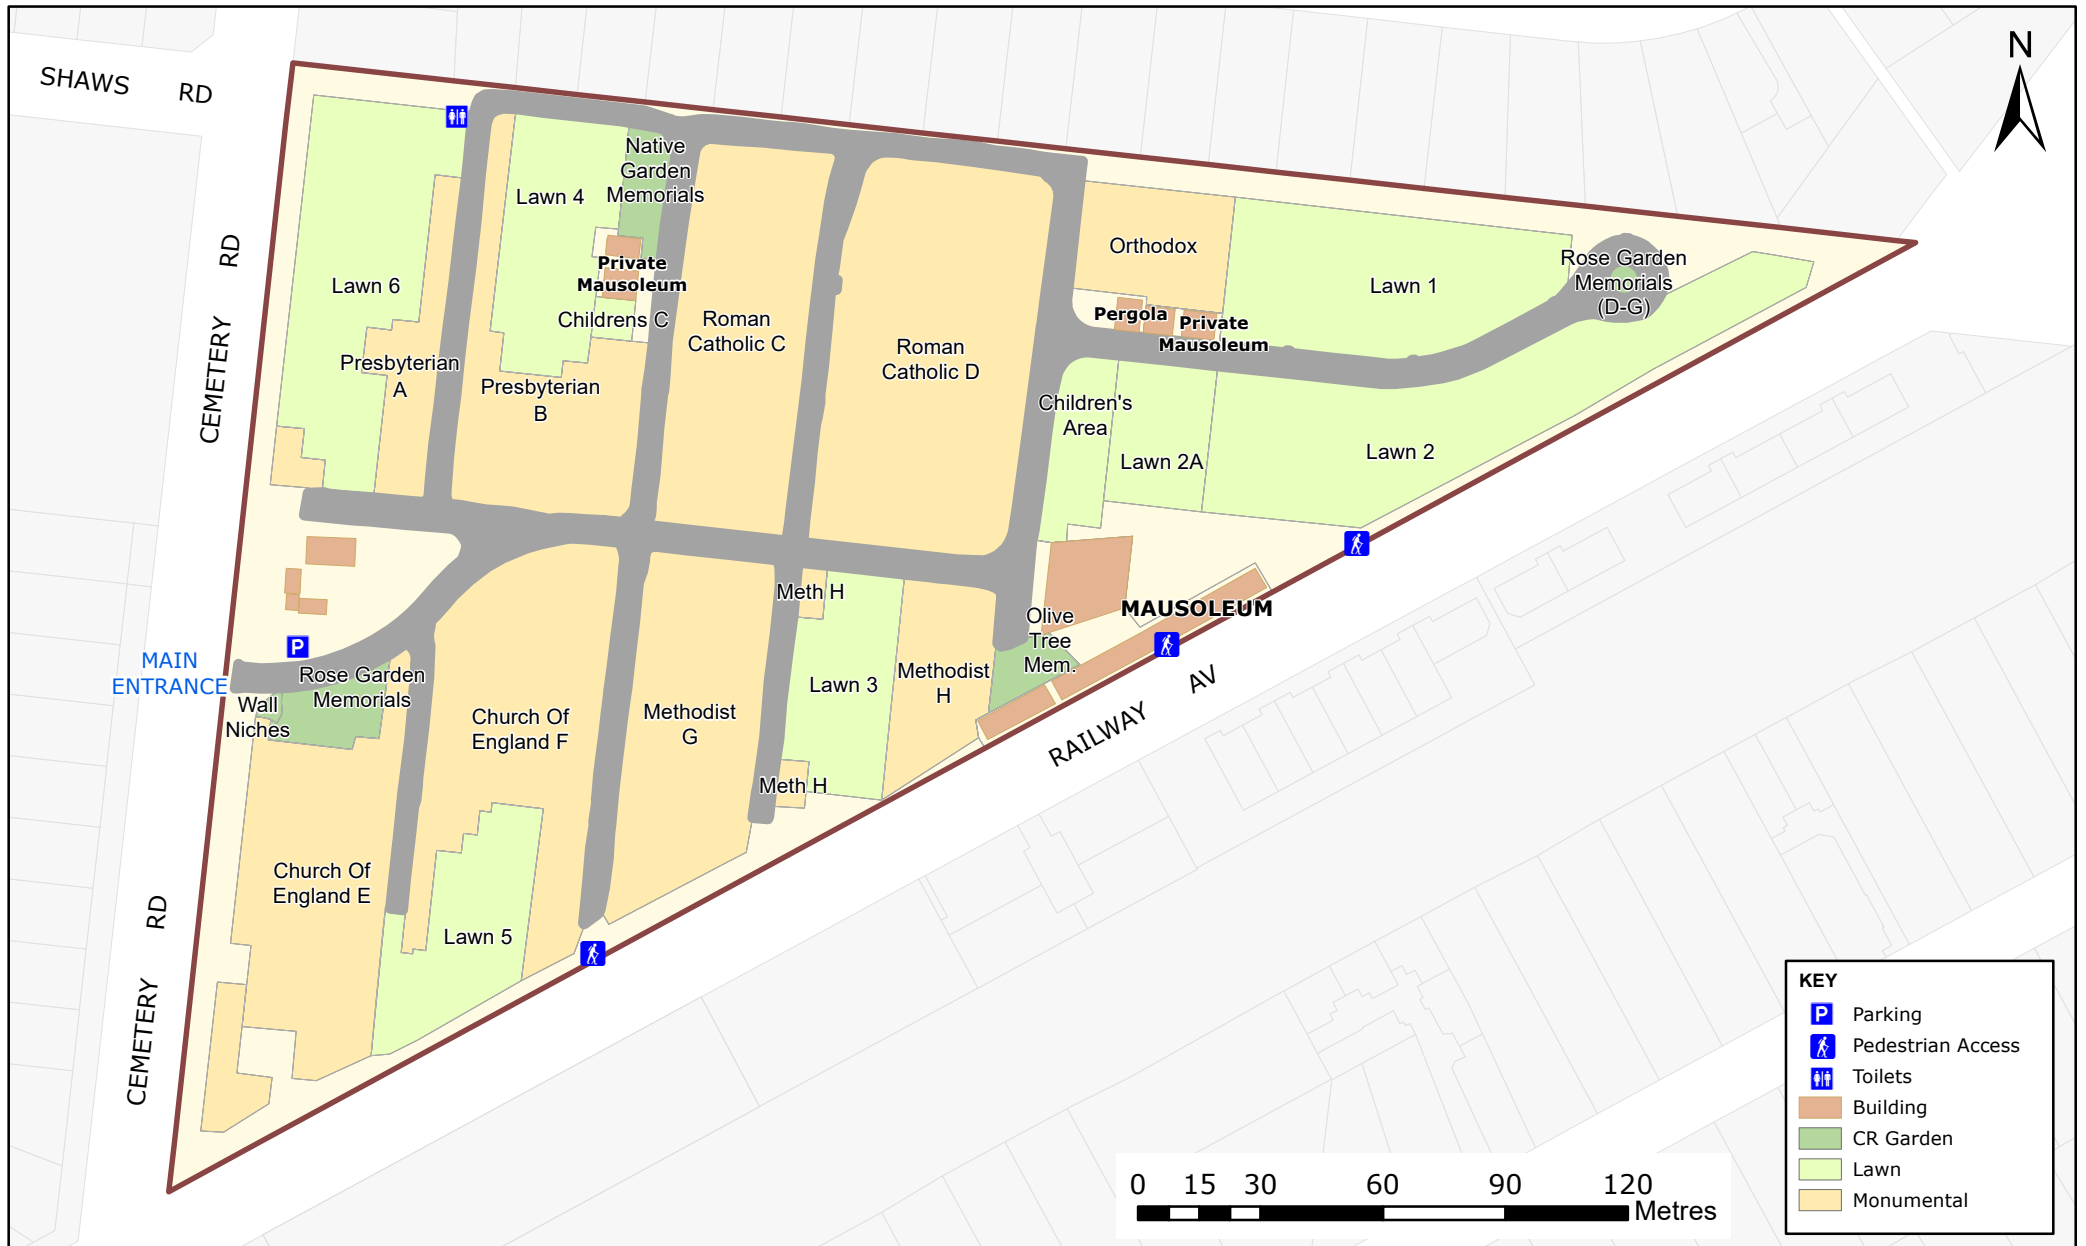 SHAWS RD
N
Native
Garden
Memorials
Lawn 4
CEMETERY RD
Orthodox
Private
Mausoleum
Lawn 6
Lawn 1
Rose Garden
Memorials
(D-G)
Childrens C
Roman
Catholic C
Pergola
Private
Mausoleum
Roman
Catholic D
Presbyterian
A
Presbyterian
B
Children's
Area
Lawn 2A
Lawn 2
Meth H
Olive
Tree
Mem.
MAUSOLEUM
P
MAIN
ENTRANCE
Rose Garden
Memorials
Wall
Niches
Church Of
England F
Methodist
G
Lawn 3
Methodist
H
RAILWAY AV
Meth H
Church Of
England E
Lawn 5
CEMETERY RD
KEY
P Parking
Pedestrian Access
Toilets
Building
CR Garden
Lawn
Monumental
0 15 30 60 90 120
Metres